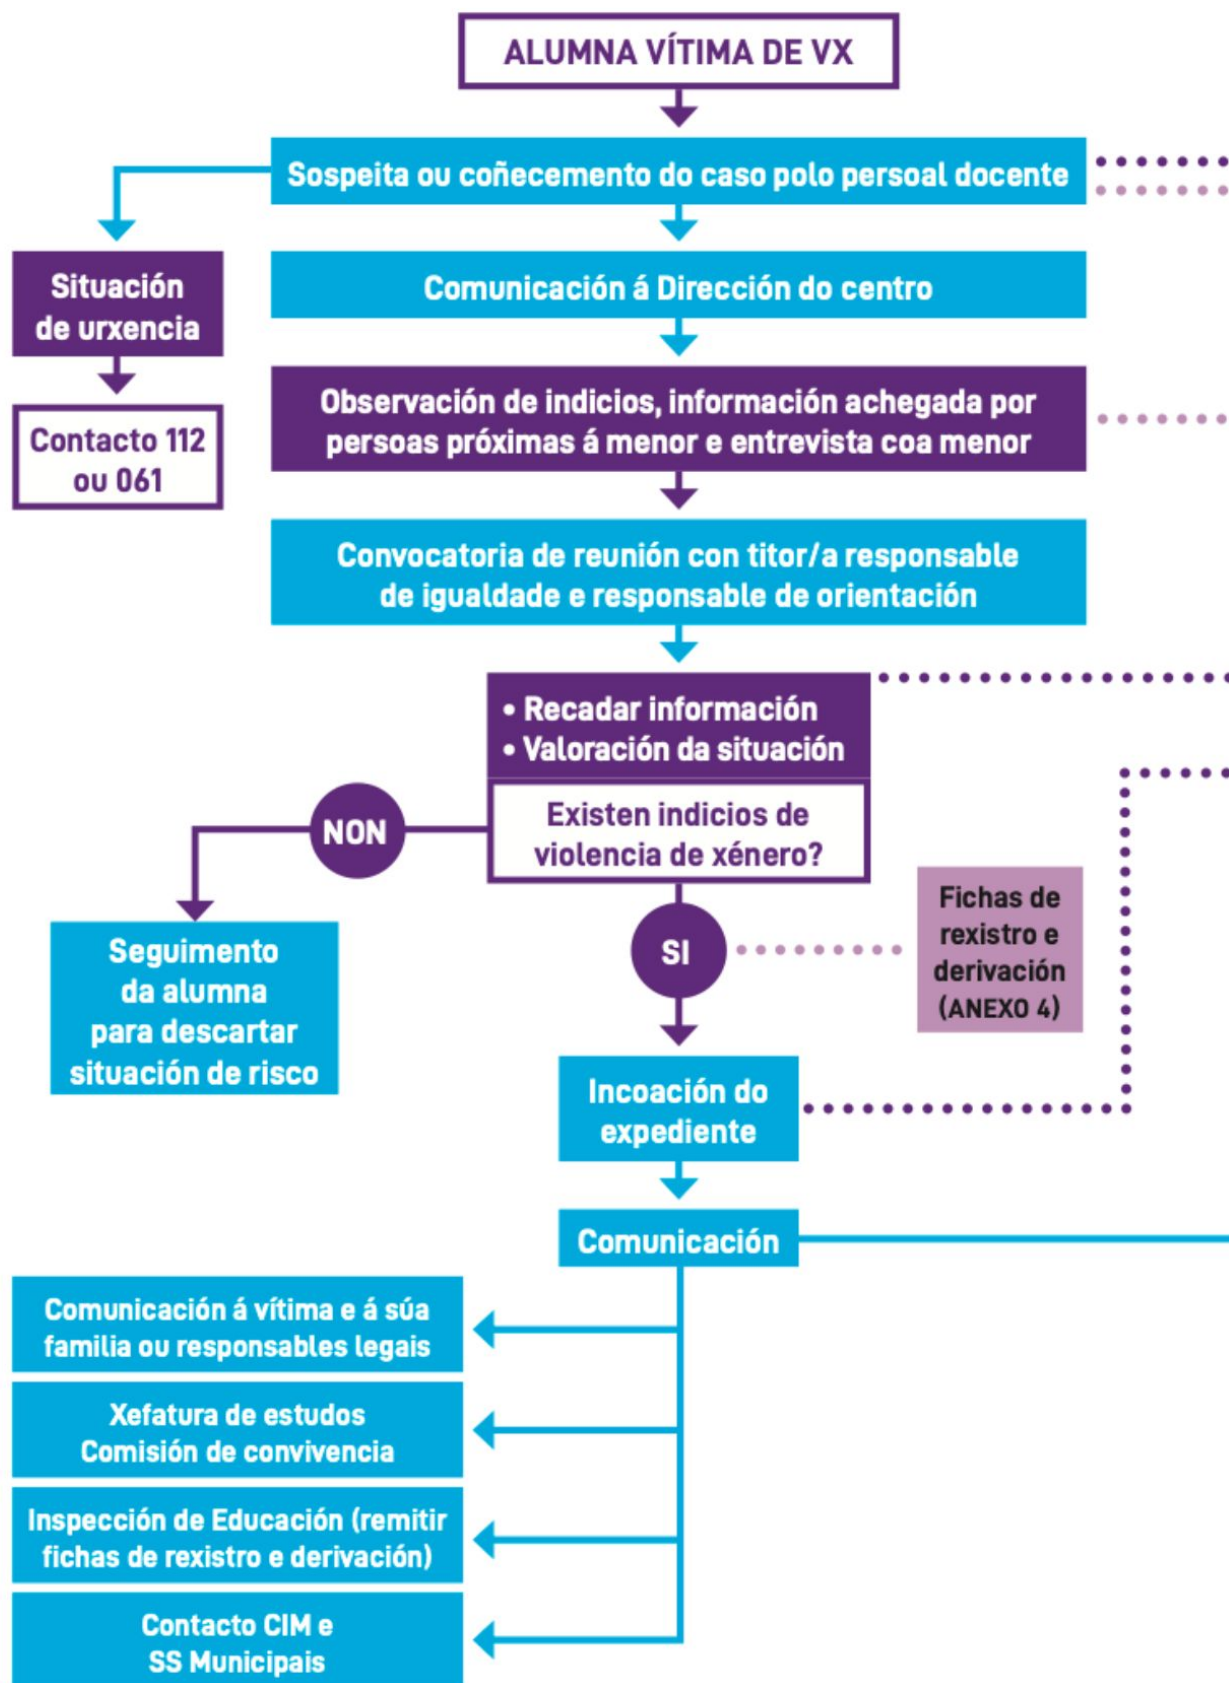 ALUMNA VÍTIMA DE VX
Sospeita ou coñecemento do caso polo persoal docente
Situación
de urxencia
Contacto 112
ou 061
Comunicación á Dirección do centro
Observación de indicios, información achegada por
persoas próximas á menor e entrevista coa menor
Convocatoria de reunión con titor/a responsable
de igualdade e responsable de orientación
• Recadar información
• Valoración da situación
Existen indicios de
violencia de xénero?
NON
Seguimento
da alumna
para descartar
situación de risco
SI
Fichas de
rexistro e
derivación
(ANEXO 4)
Incoación do
expediente
Comunicación
Comunicación á vítima e á súa
familia ou responsables legais
Xefatura de estudos
Comisión de convivencia
Inspección de Educación (remitir
fichas de rexistro e derivación)
Contacto CIM e
SS Municipais